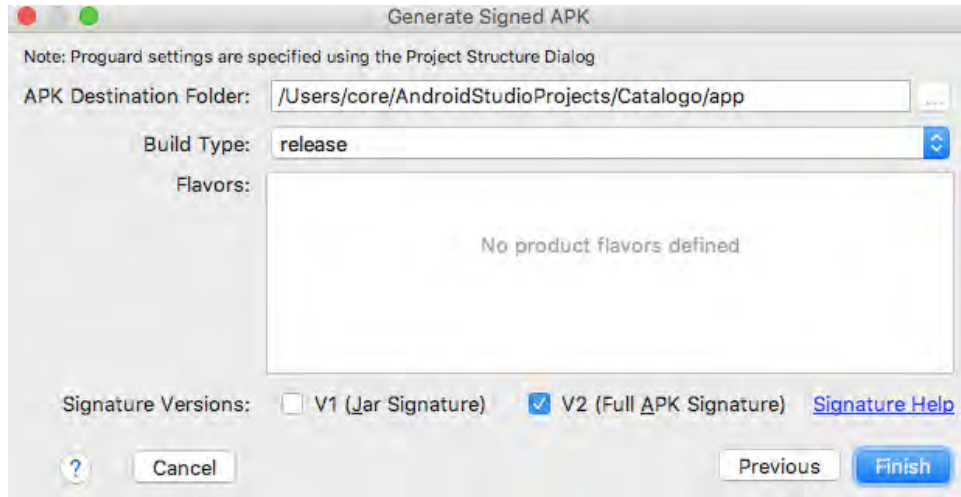 Generate Signed APK
Note: Proguard settings are specified using the Project Structure Dialog
APK Destination Folder: /Users/core/AndroidStudioProjects/Catalogo/app ...
Build Type: release
Flavors:
No product flavors defined
Signature Versions: V1 (Jar Signature) V2 (Full APK Signature) Signature Help
? Cancel Previous Finish